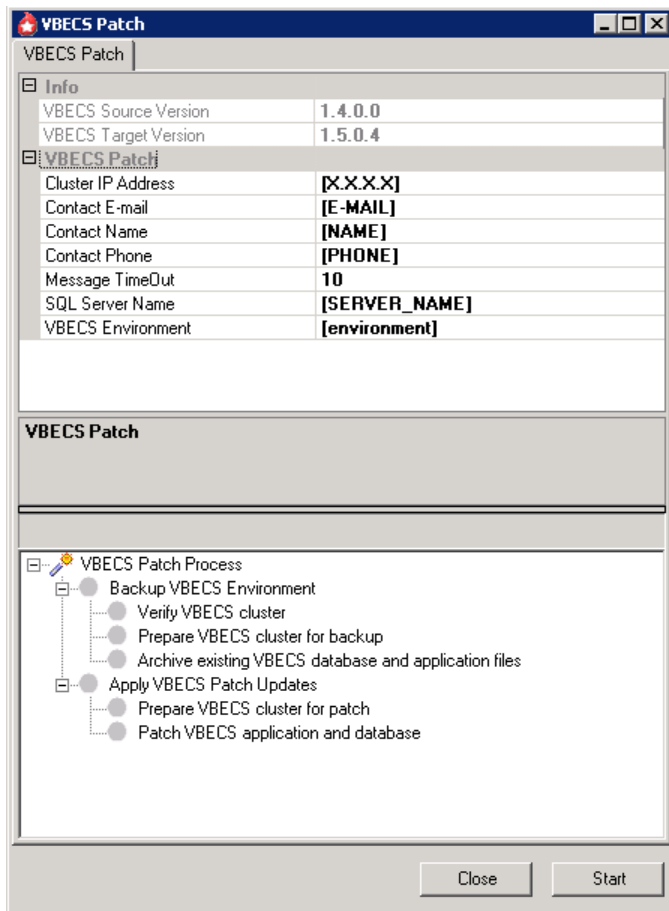 VBECS Patch
VBECS Patch
Info
VBECS Source Version 1.4.0.0
VBECS Target Version 1.5.0.4
VBECS Patch
Cluster IP Address [X.X.X.X]
Contact E-mail [E-MAIL]
Contact Name [NAME]
Contact Phone [PHONE]
Message TimeOut 10
SQL Server Name [SERVER_NAME]
VBECS Environment [environment]
VBECS Patch
VBECS Patch Process
Backup VBECS Environment
Verify VBECS cluster
Prepare VBECS cluster for backup
Archive existing VBECS database and application files
Apply VBECS Patch Updates
Prepare VBECS cluster for patch
Patch VBECS application and database
Close Start